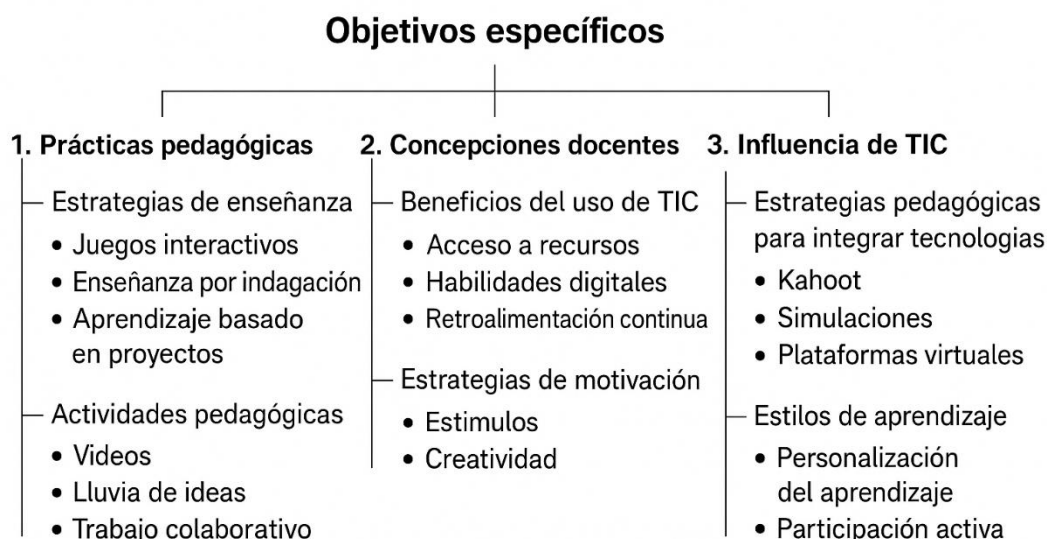 Objetivos específicos
1. Prácticas pedagógicas
Estrategias de enseñanza
• Juegos interactivos
• Enseñanza por indagación
• Aprendizaje basado
en proyectos
Actividades pedagógicas
• Videos
• Lluvia de ideas
• Trabajo colaborativo
2. Concepciones docentes
Beneficios del uso de TIC
• Acceso a recursos
• Habilidades digitales
• Retroalimentación continua
Estrategias de motivación
• Estimulos
• Creatividad
3. Influencia de TIC
Estrategias pedagógicas
para integrar tecnologias
• Kahoot
• Simulaciones
• Plataformas virtuales
Estilos de aprendizaje
• Personalización
del aprendizaje
• Participación activa